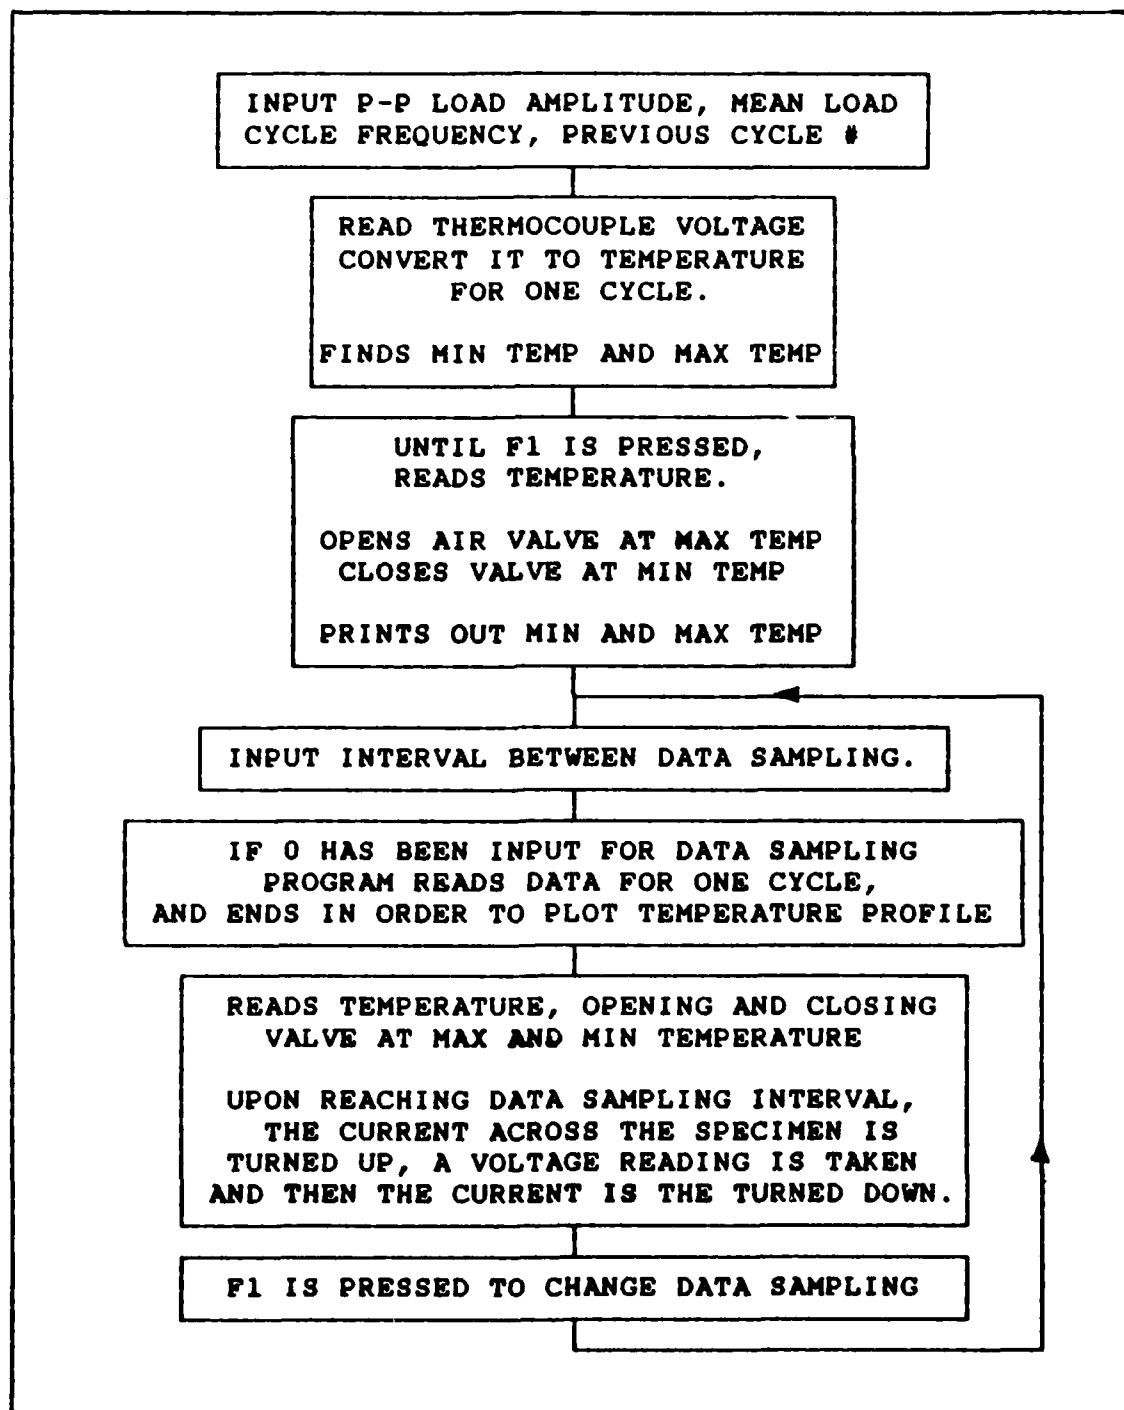 INPUT P-P LOAD AMPLITUDE, MEAN LOAD
CYCLE FREQUENCY, PREVIOUS CYCLE #
READ THERMOCOUPLE VOLTAGE
CONVERT IT TO TEMPERATURE
FOR ONE CYCLE.
FINDS MIN TEMP AND MAX TEMP
UNTIL F1 IS PRESSED,
READS TEMPERATURE.
OPENS AIR VALVE AT MAX TEMP
CLOSES VALVE AT MIN TEMP
PRINTS OUT MIN AND MAX TEMP
INPUT INTERVAL BETWEEN DATA SAMPLING.
IF 0 HAS BEEN INPUT FOR DATA SAMPLING
PROGRAM READS DATA FOR ONE CYCLE,
AND ENDS IN ORDER TO PLOT TEMPERATURE PROFILE
READS TEMPERATURE, OPENING AND CLOSING
VALVE AT MAX AND MIN TEMPERATURE
UPON REACHING DATA SAMPLING INTERVAL,
THE CURRENT ACROSS THE SPECIMEN IS
TURNED UP, A VOLTAGE READING IS TAKEN
AND THEN THE CURRENT IS THE TURNED DOWN.
F1 IS PRESSED TO CHANGE DATA SAMPLING